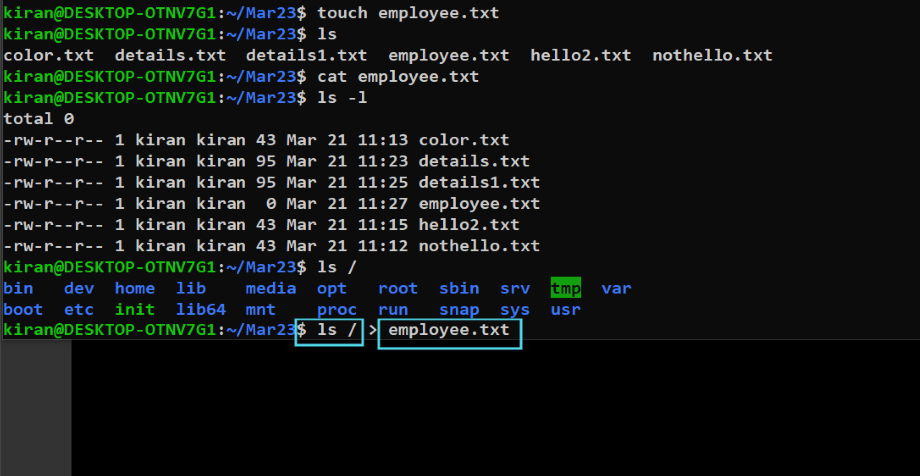 kiran@DESKTOP-OTNV7G1:~/Mar23$ touch employee.txt
kiran@DESKTOP-OTNV7G1:~/Mar23$ ls
color.txt  details.txt  details1.txt  employee.txt  hello2.txt  nothello.txt
kiran@DESKTOP-OTNV7G1:~/Mar23$ cat employee.txt
kiran@DESKTOP-OTNV7G1:~/Mar23$ ls -l
total 0
-rw-r--r-- 1 kiran kiran 43 Mar 21 11:13 color.txt
-rw-r--r-- 1 kiran kiran 95 Mar 21 11:23 details.txt
-rw-r--r-- 1 kiran kiran 95 Mar 21 11:25 details1.txt
-rw-r--r-- 1 kiran kiran  0 Mar 21 11:27 employee.txt
-rw-r--r-- 1 kiran kiran 43 Mar 21 11:15 hello2.txt
-rw-r--r-- 1 kiran kiran 43 Mar 21 11:12 nothello.txt
kiran@DESKTOP-OTNV7G1:~/Mar23$ ls /
bin   dev  home  lib    media  opt   root  sbin  srv  tmp  var
boot  etc  init  lib64  mnt    proc  run   snap  sys  usr
kiran@DESKTOP-OTNV7G1:~/Mar23$ ls / > employee.txt